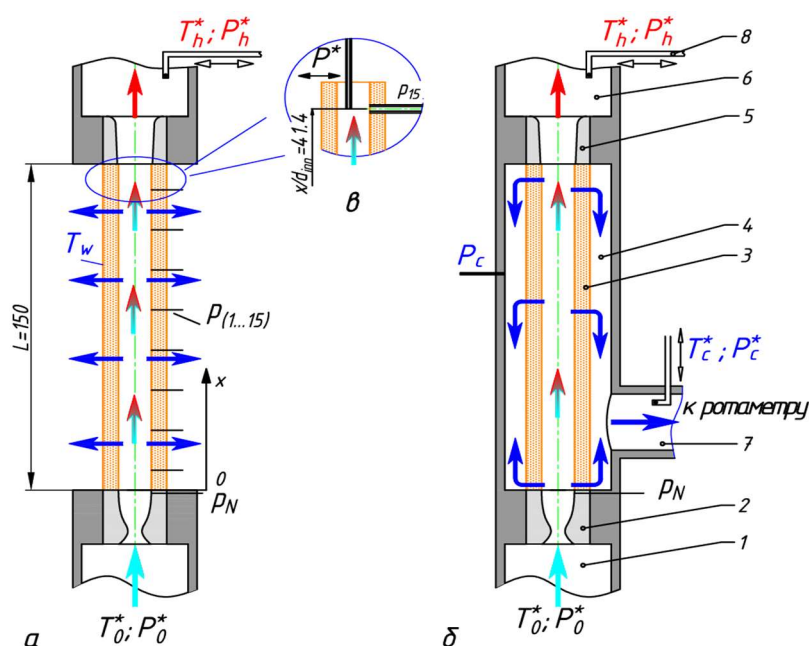 T*h; P*h
P*
p15
x/dinn=41.4
в
Tw
L=150
P(1...15)
x
0
pN
T*0; P*0
а
T*h; P*h
8
6
5
4
3
Pc
T*c; P*c
к ротаметру
7
pN
2
1
T*0; P*0
б